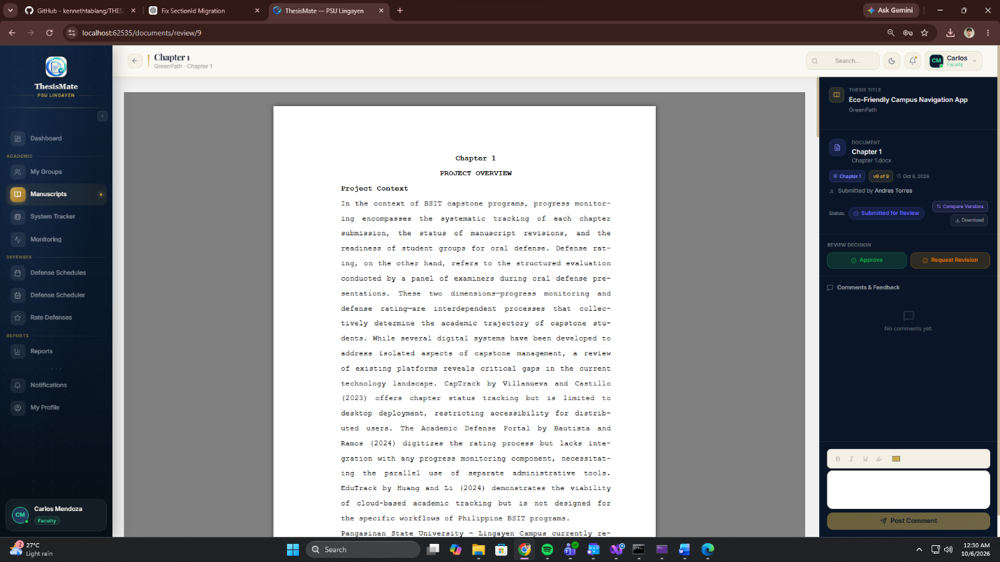 GitHub - kennethtablang/THES
Fix SectionId Migration
ThesisMate — PSU Lingayen
Ask Gemini
localhost:62535/documents/review/9
ThesisMate
PSU LINGAYEN
Dashboard
ACADEMIC
My Groups
Manuscripts
System Tracker
Monitoring
DEFENSES
Defense Schedules
Defense Scheduler
Rate Defenses
REPORTS
Reports
Notifications
My Profile
CM
Carlos Mendoza
Faculty
Chapter 1
GreenPath · Chapter 1
Search...
CM
Carlos
Faculty
Chapter 1
PROJECT OVERVIEW
Project Context
In the context of BSIT capstone programs, progress monitor-
ing encompasses the systematic tracking of each chapter
submission, the status of manuscript revisions, and the
readiness of student groups for oral defense. Defense rat-
ing, on the other hand, refers to the structured evaluation
conducted by a panel of examiners during oral defense pre-
sentations. These two dimensions—progress monitoring and
defense rating—are interdependent processes that collec-
tively determine the academic trajectory of capstone stu-
dents. While several digital systems have been developed to
address isolated aspects of capstone management, a review
of existing platforms reveals critical gaps in the current
technology landscape. CapTrack by Villanueva and Castillo
(2023) offers chapter status tracking but is limited to
desktop deployment, restricting accessibility for distrib-
uted users. The Academic Defense Portal by Bautista and
Ramos (2024) digitizes the rating process but lacks inte-
gration with any progress monitoring component, necessitat-
ing the parallel use of separate administrative tools.
EduTrack by Huang and Li (2024) demonstrates the viability
of cloud-based academic tracking but is not designed for
the specific workflows of Philippine BSIT programs.
Pangasinan State University – Lingayen Campus currently re-
THESIS TITLE
Eco-Friendly Campus Navigation App
GreenPath
DOCUMENT
Chapter 1
Chapter 1.docx
Chapter 1
v9 of 9
Oct 6, 2026
Submitted by Andres Torres
Status:
Submitted for Review
Compare Versions
Download
REVIEW DECISION
Approve
Request Revision
Comments & Feedback
No comments yet.
B
I
U
Post Comment
2
27°C
Light rain
Search
12:30 AM
10/6/2026